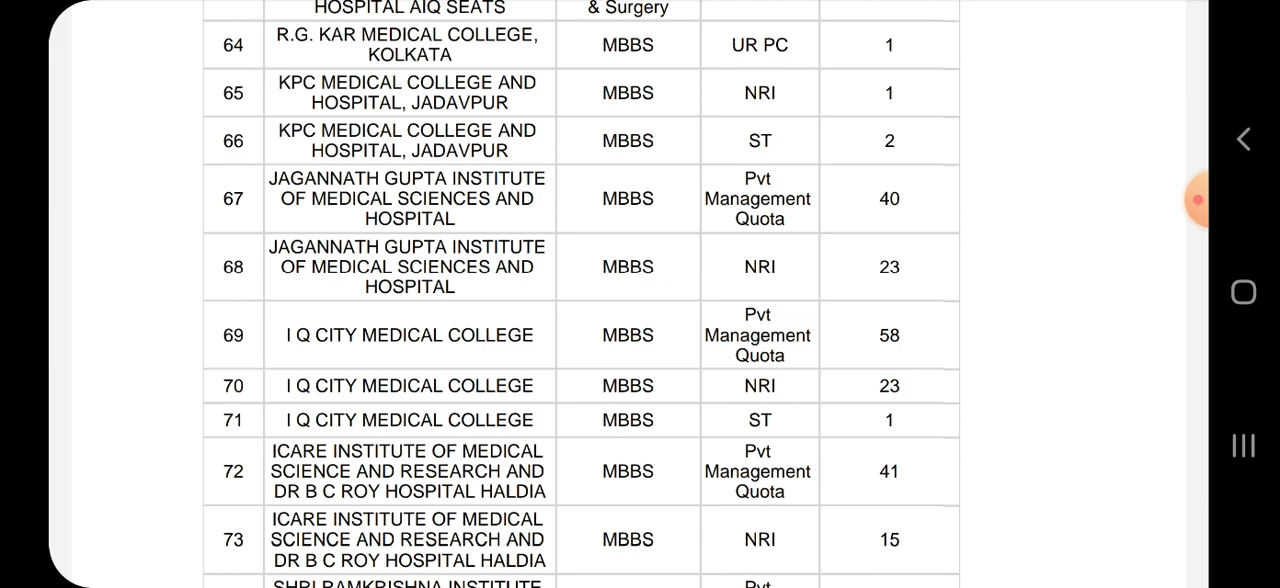 HOSPITAL AIQ SEATS & Surgery
64 R.G. KAR MEDICAL COLLEGE, KOLKATA MBBS UR PC 1
65 KPC MEDICAL COLLEGE AND HOSPITAL, JADAVPUR MBBS NRI 1
66 KPC MEDICAL COLLEGE AND HOSPITAL, JADAVPUR MBBS ST 2
67 JAGANNATH GUPTA INSTITUTE OF MEDICAL SCIENCES AND HOSPITAL MBBS Pvt Management Quota 40
68 JAGANNATH GUPTA INSTITUTE OF MEDICAL SCIENCES AND HOSPITAL MBBS NRI 23
69 I Q CITY MEDICAL COLLEGE MBBS Pvt Management Quota 58
70 I Q CITY MEDICAL COLLEGE MBBS NRI 23
71 I Q CITY MEDICAL COLLEGE MBBS ST 1
72 ICARE INSTITUTE OF MEDICAL SCIENCE AND RESEARCH AND DR B C ROY HOSPITAL HALDIA MBBS Pvt Management Quota 41
73 ICARE INSTITUTE OF MEDICAL SCIENCE AND RESEARCH AND DR B C ROY HOSPITAL HALDIA MBBS NRI 15
SHRI RAMKRISHNA INSTITUTE Pvt